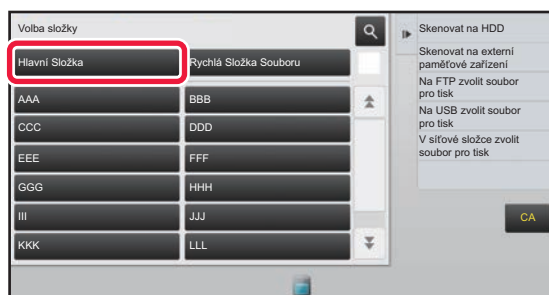 Volba složky
Hlavní Složka
Rychlá Složka Souboru
AAA
BBB
CCC
DDD
EEE
FFF
GGG
HHH
III
JJJ
KKK
LLL
Skenovat na HDD
Skenovat na externí
paměťové zařízení
Na FTP zvolit soubor
pro tisk
Na USB zvolit soubor
pro tisk
V síťové složce zvolit
soubor pro tisk
CA